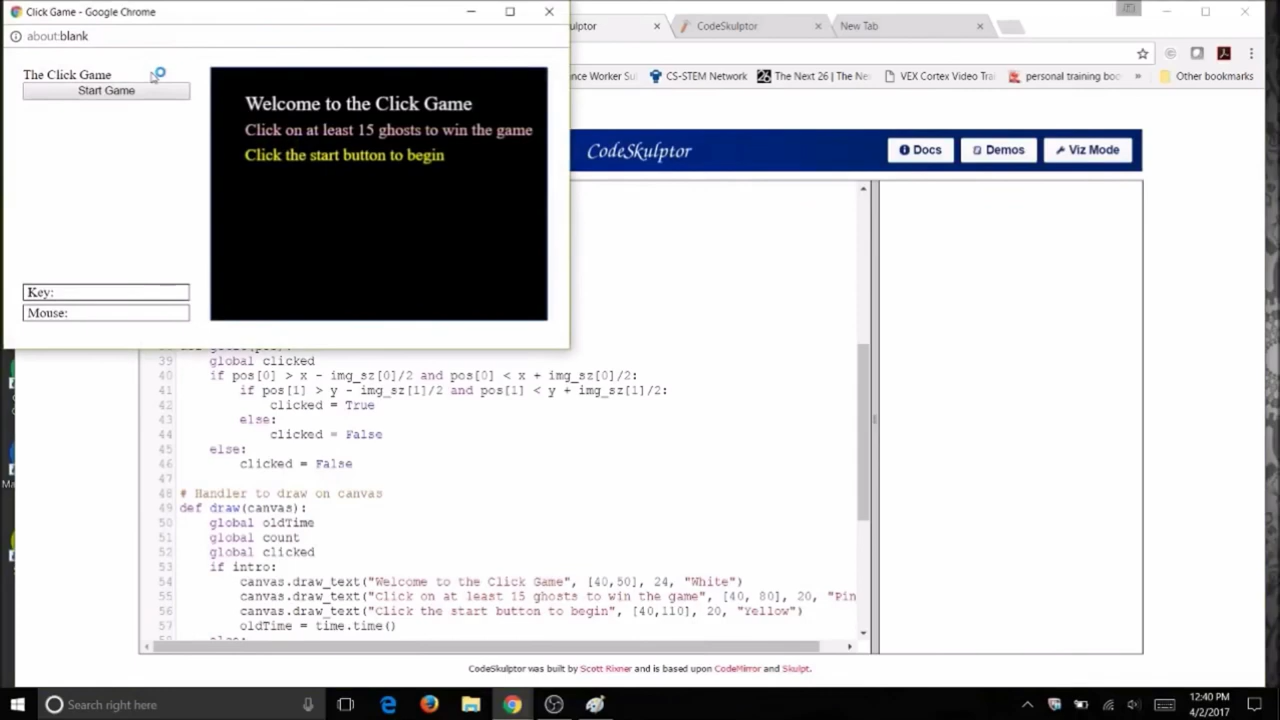 Click Game - Google Chrome
about:blank
The Click Game
Start Game
Welcome to the Click Game
Click on at least 15 ghosts to win the game
Click the start button to begin
Key:
Mouse:
CodeSkulptor
New Tab
CS-STEM Network
The Next 26 | The Ne
VEX Cortex Video Tra
personal training boo
Other bookmarks
CodeSkulptor
Docs
Demos
Viz Mode
39 global clicked
40 if pos[0] > x - img_sz[0]/2 and pos[0] < x + img_sz[0]/2:
41 if pos[1] > y - img_sz[1]/2 and pos[1] < y + img_sz[1]/2:
42 clicked = True
43 else:
44 clicked = False
45 else:
46 clicked = False
47
48 # Handler to draw on canvas
49 def draw(canvas):
50 global oldTime
51 global count
52 global clicked
53 if intro:
54 canvas.draw_text("Welcome to the Click Game", [40,50], 24, "White")
55 canvas.draw_text("Click on at least 15 ghosts to win the game", [40, 80], 20, "Pin
56 canvas.draw_text("Click the start button to begin", [40,110], 20, "Yellow")
57 oldTime = time.time()
CodeSkulptor was built by Scott Rixner and is based upon CodeMirror and Skulpt.
Search right here
12:40 PM
4/2/2017